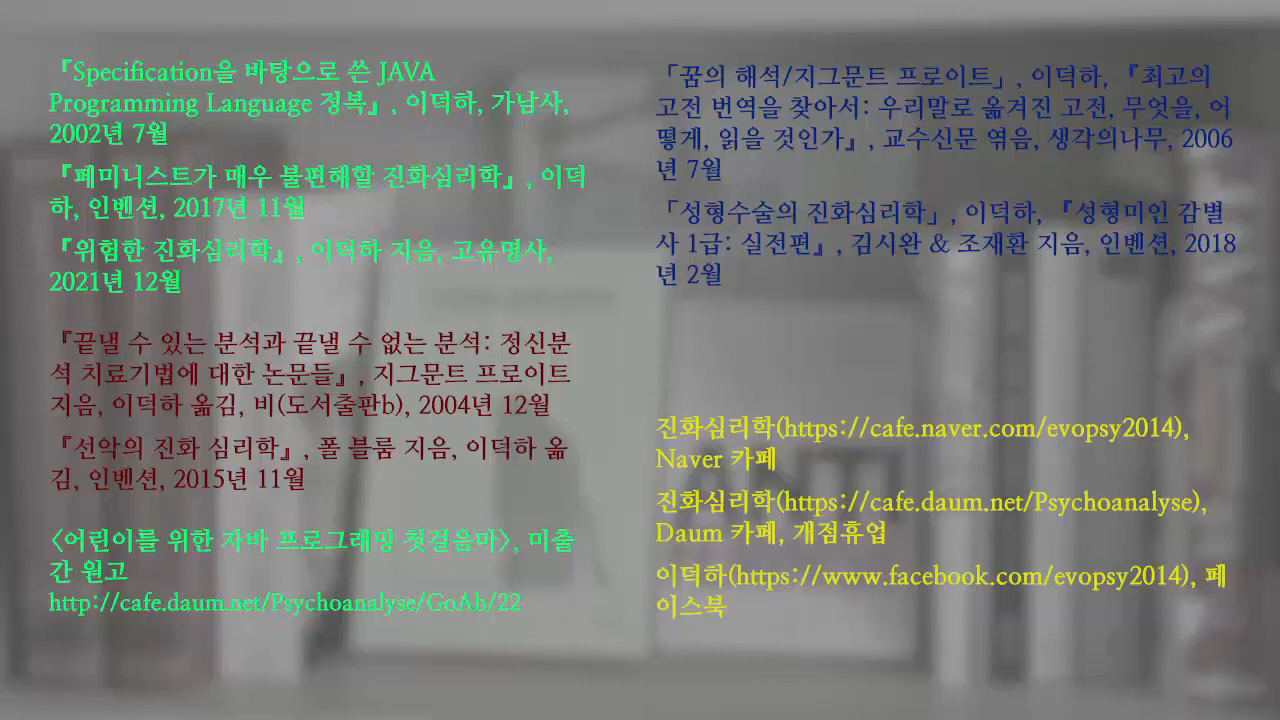 『Specification을 바탕으로 쓴 JAVA
Programming Language 정복』, 이덕하, 가남사,
2002년 7월
『페미니스트가 매우 불편해할 진화심리학』, 이덕
하, 인벤션, 2017년 11월
『위험한 진화심리학』, 이덕하 지음, 고유명사,
2021년 12월
『끝낼 수 있는 분석과 끝낼 수 없는 분석: 정신분
석 치료기법에 대한 논문들』, 지그문트 프로이트
지음, 이덕하 옮김, 비(도서출판b), 2004년 12월
『선악의 진화 심리학』, 폴 블룸 지음, 이덕하 옮
김, 인벤션, 2015년 11월
〈어린이를 위한 자바 프로그래밍 첫걸음마〉, 미출
간 원고
http://cafe.daum.net/Psychoanalyse/GoAb/22
「꿈의 해석/지그문트 프로이트」, 이덕하, 『최고의
고전 번역을 찾아서: 우리말로 옮겨진 고전, 무엇을, 어
떻게, 읽을 것인가』, 교수신문 엮음, 생각의나무, 2006
년 7월
「성형수술의 진화심리학」, 이덕하, 『성형미인 감별
사 1급: 실전편』, 김시완 & 조재환 지음, 인벤션, 2018
년 2월
진화심리학(https://cafe.naver.com/evopsy2014),
Naver 카페
진화심리학(https://cafe.daum.net/Psychoanalyse),
Daum 카페, 개점휴업
이덕하(https://www.facebook.com/evopsy2014), 페
이스북